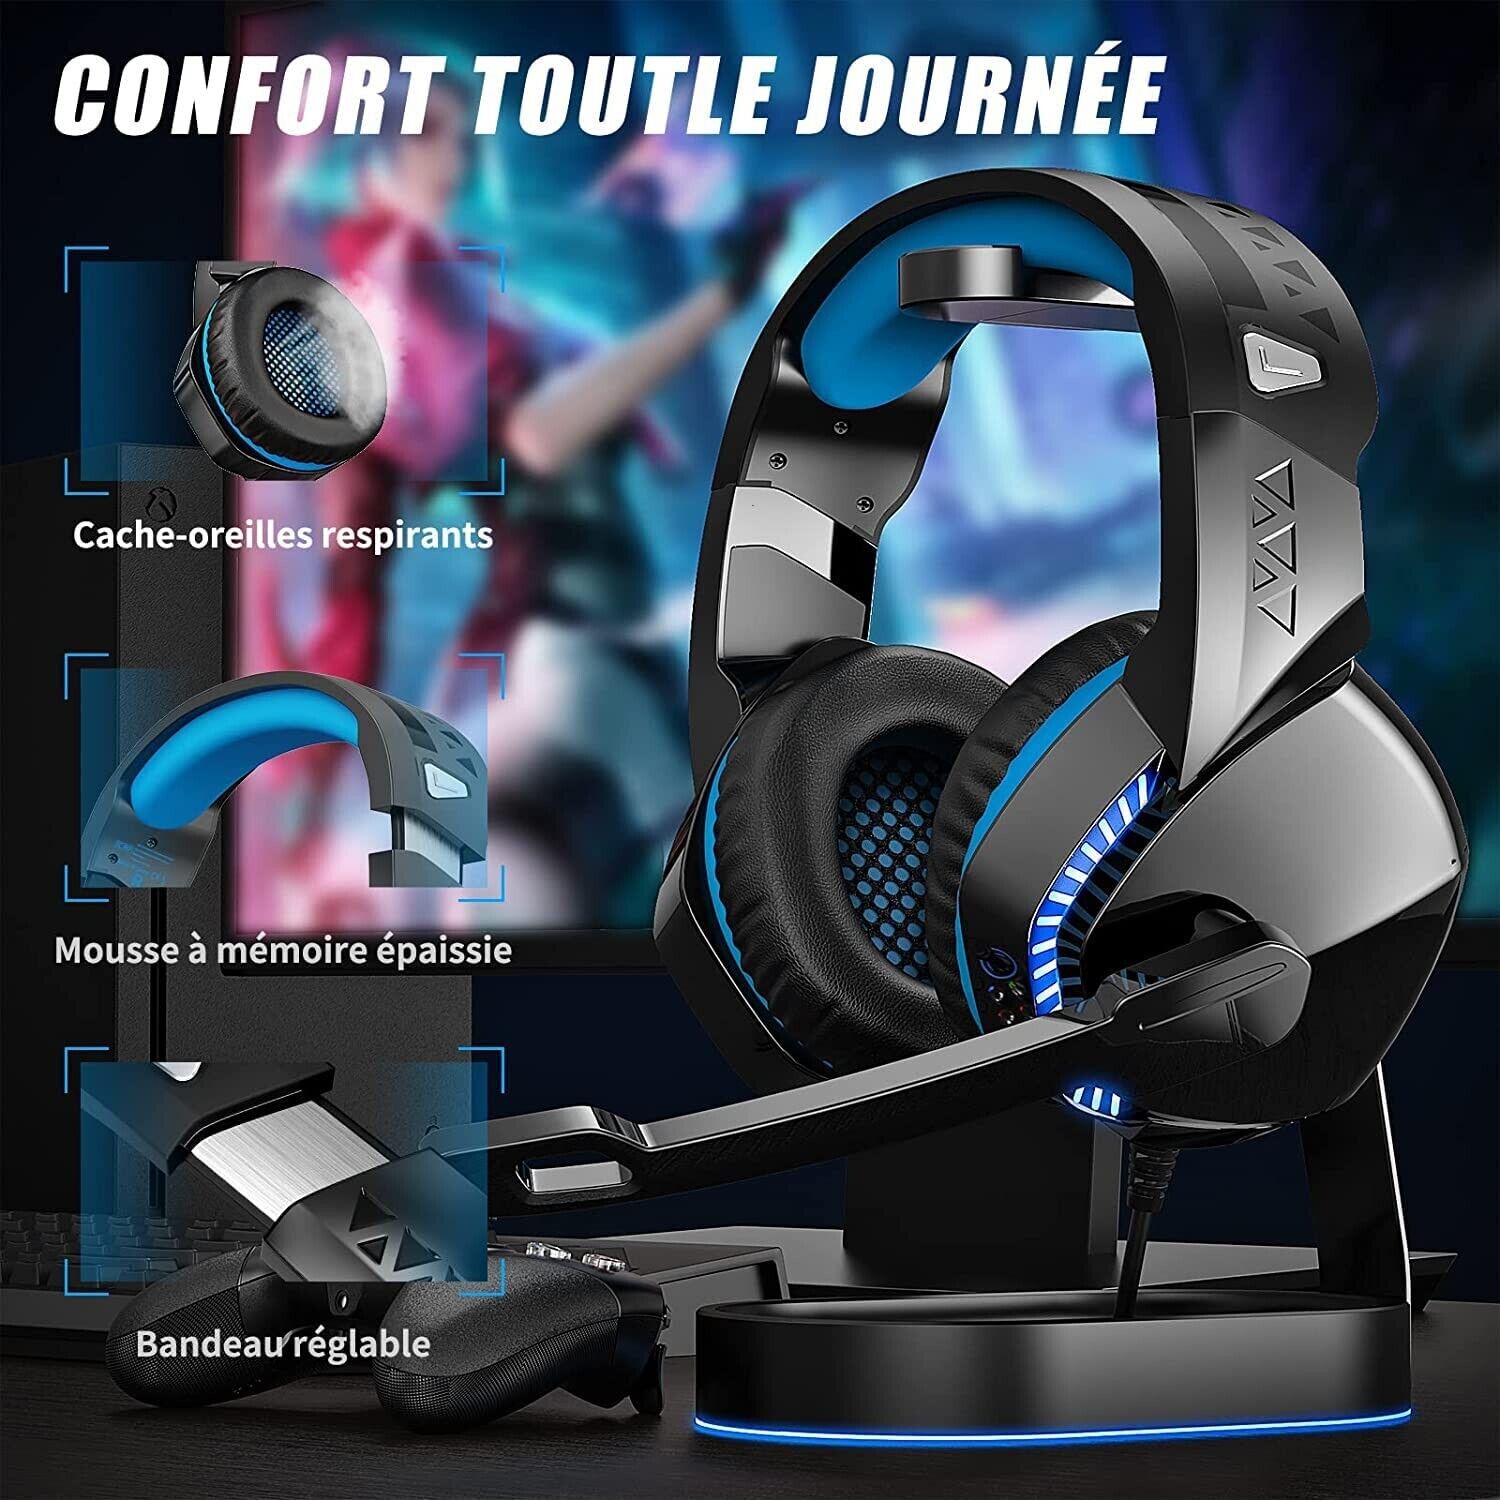 CONFORT TOUTLE JOURNÉE
L
Cache-oreilles respirants
Mousse à mémoire épaissie
Bandeau réglable